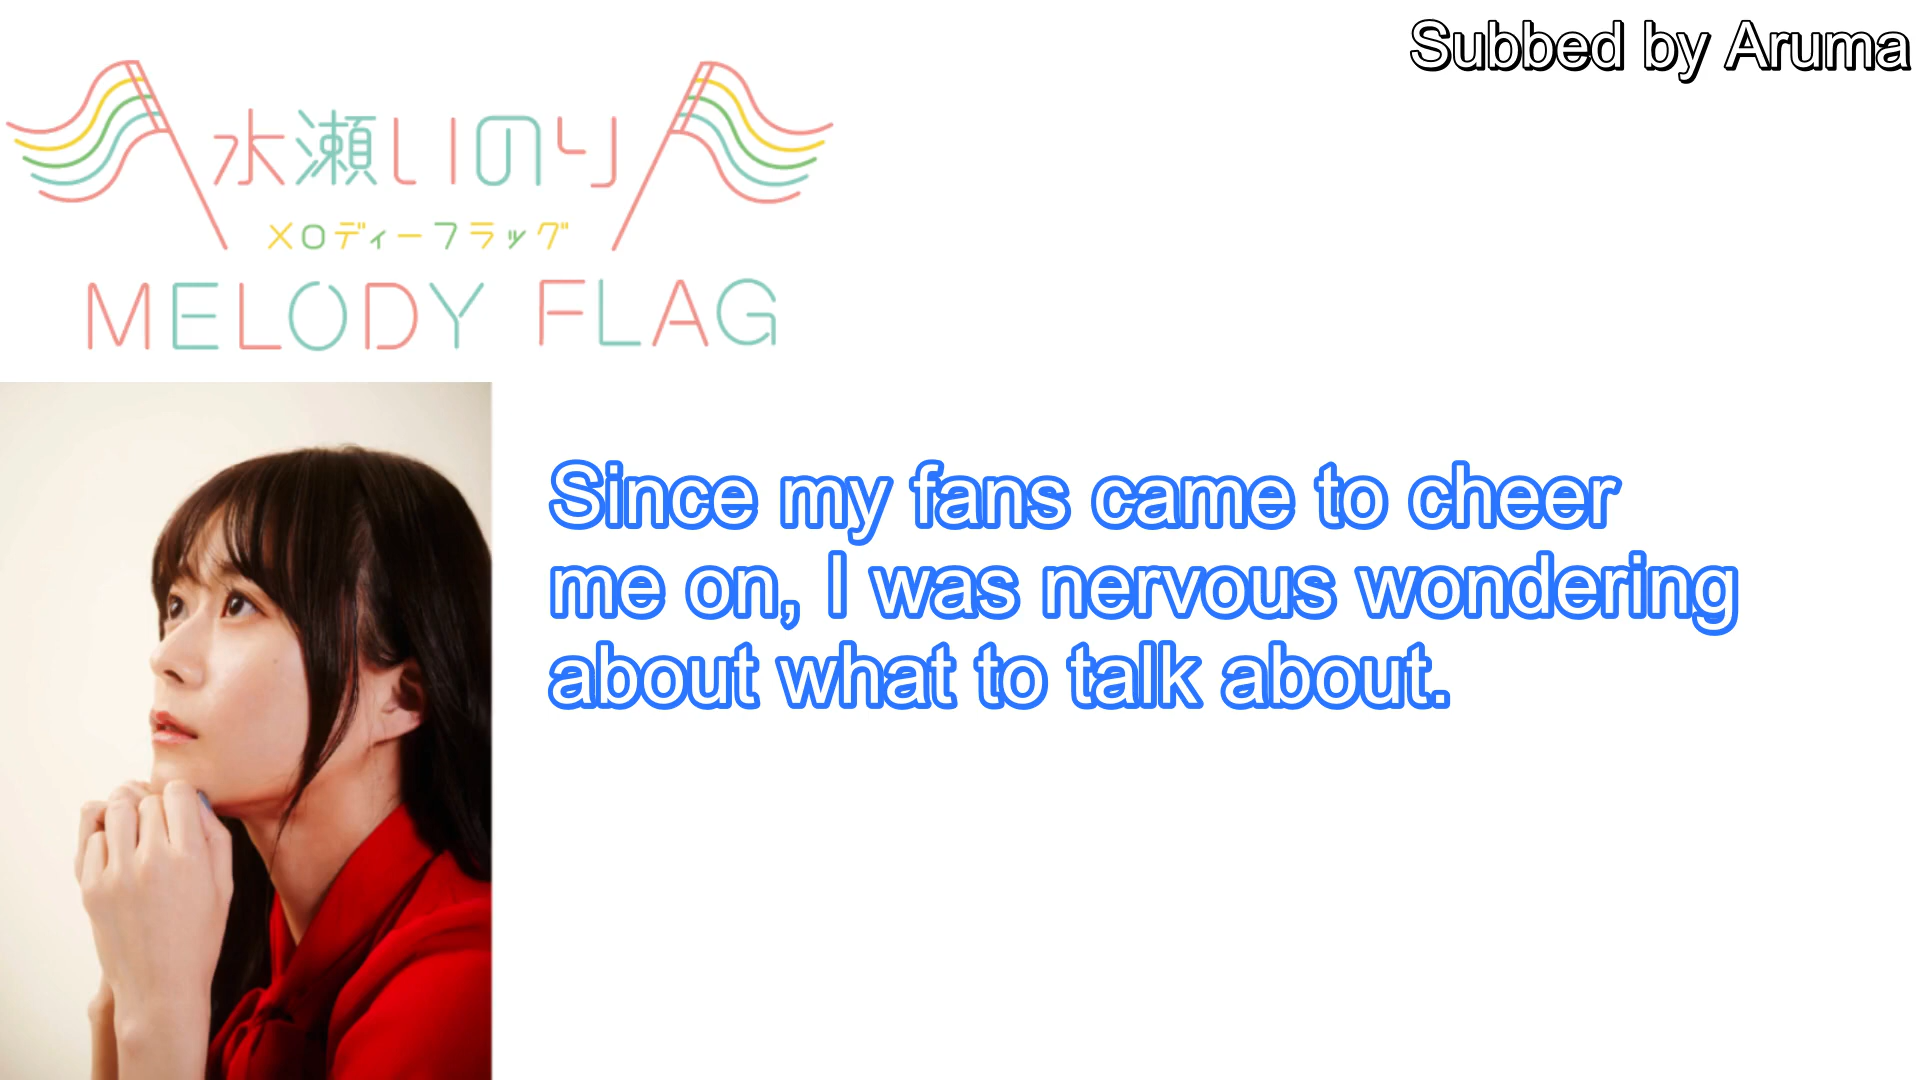 Subbed by Aruma
水瀬いのり
メロディーフラッグ
MELODY FLAG
Since my fans came to cheer
me on, I was nervous wondering
about what to talk about.